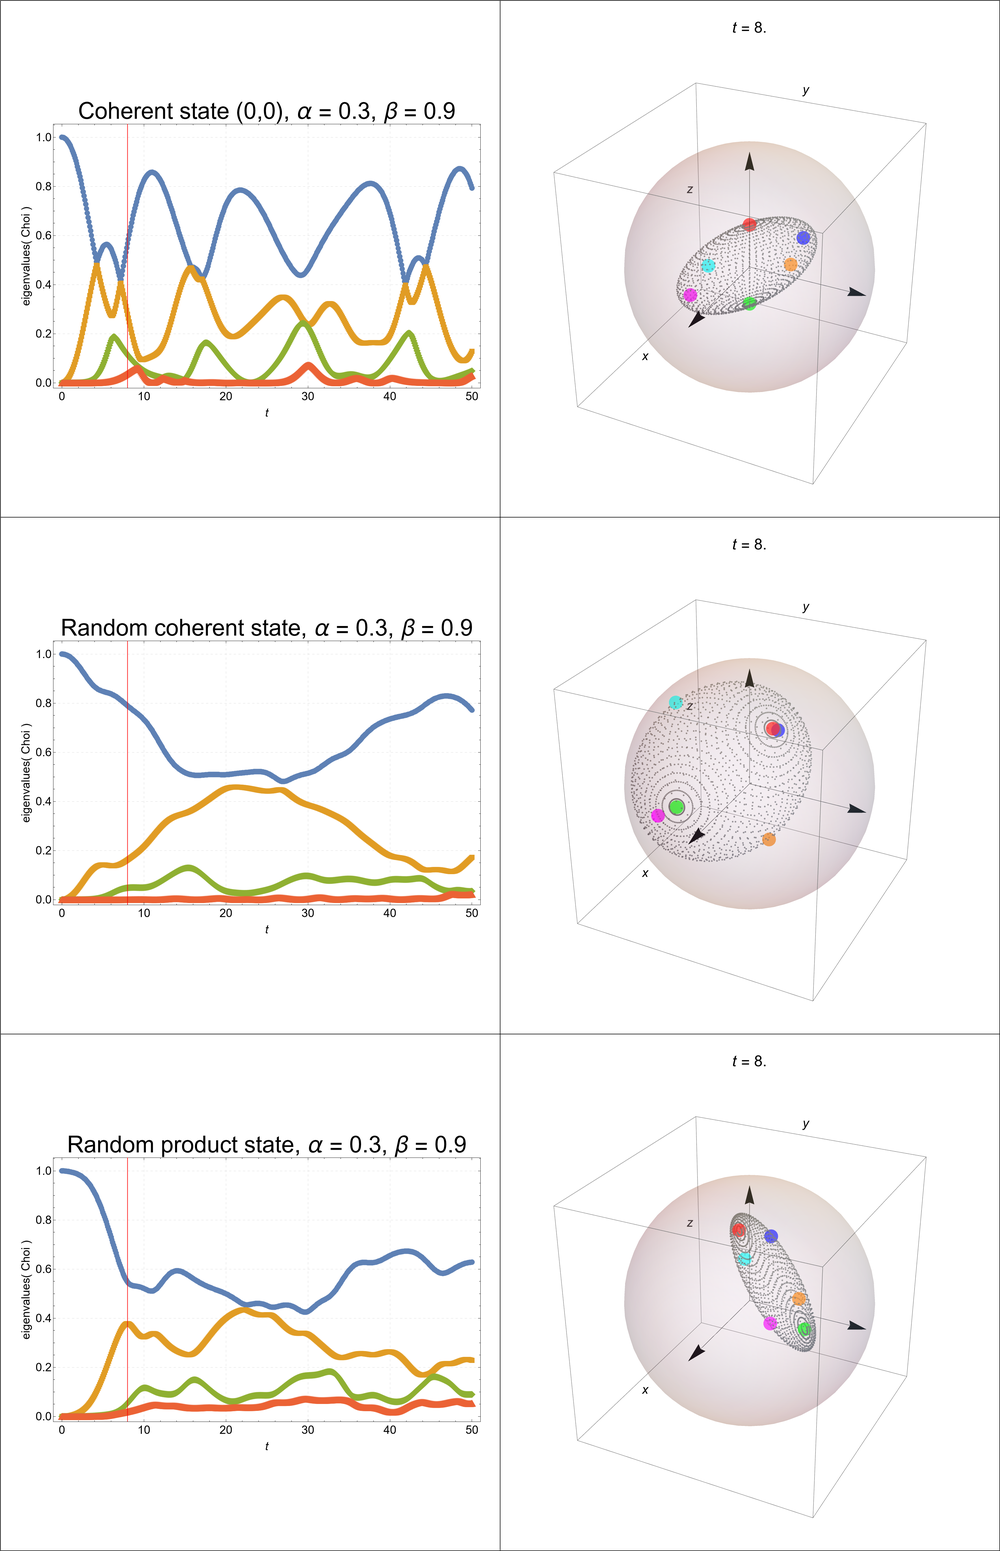 t = 8.
Coherent state (0,0), α = 0.3, β = 0.9
eigenvalues( Choi )
1.0
0.8
0.6
0.4
0.2
0.0
0 10 20 30 40 50
t
y
z
x
t = 8.
Random coherent state, α = 0.3, β = 0.9
eigenvalues( Choi )
1.0
0.8
0.6
0.4
0.2
0.0
0 10 20 30 40 50
t
y
z
x
t = 8.
Random product state, α = 0.3, β = 0.9
eigenvalues( Choi )
1.0
0.8
0.6
0.4
0.2
0.0
0 10 20 30 40 50
t
y
z
x